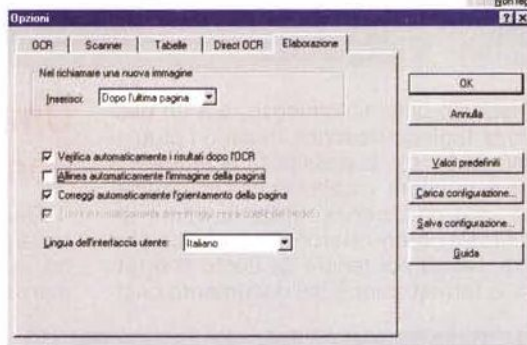 Non reg
Opzioni
OCR Scanner Tabelle Direct OCR Elaborazione
Nel richiamare una nuova immagine
Inserisci: Dopo l'ultima pagina
OK
Annulla
Verifica automaticamente i risultati dopo l'OCR
Allinea automaticamente l'immagine della pagina
Valori predefiniti
Correggi automaticamente l'orientamento della pagina
Carica configurazione...
Salva configurazione...
Lingua dell'interfaccia utente: Italiano
Guida